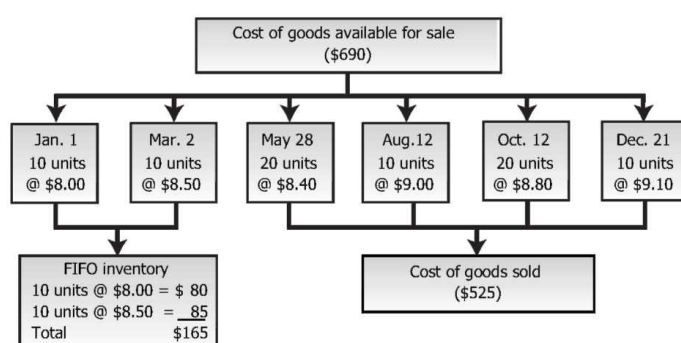 Cost of goods available for sale
($690)
Jan. 1
10 units
@ $8.00
Mar. 2
10 units
@ $8.50
May 28
20 units
@ $8.40
Aug.12
10 units
@ $9.00
Oct. 12
20 units
@ $8.80
Dec. 21
10 units
@ $9.10
FIFO inventory
10 units @ $8.00 = $ 80
10 units @ $8.50 = 85
Total $165
Cost of goods sold
($525)